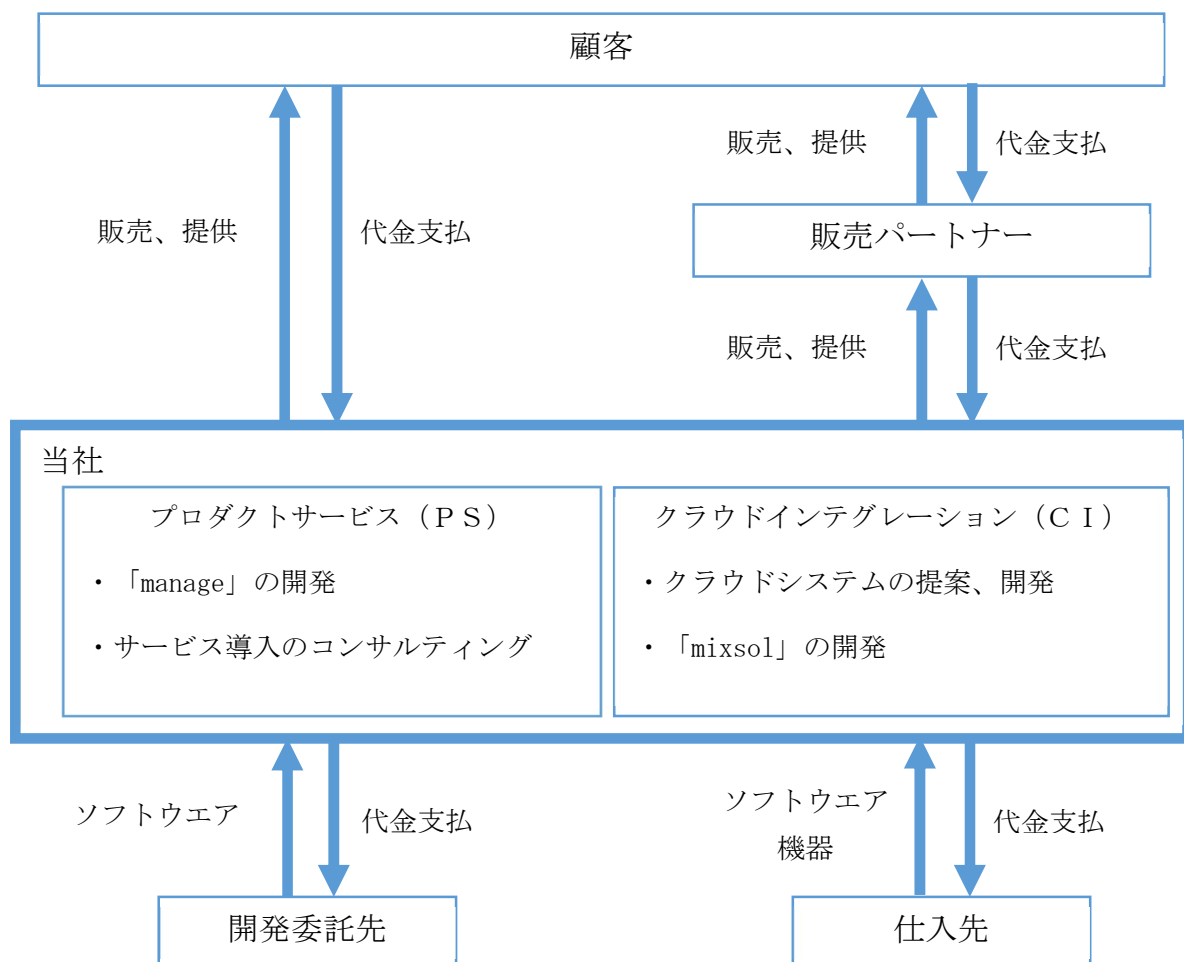 顧客
販売、提供
代金支払
販売、提供
代金支払
販売パートナー
販売、提供
代金支払
当社
プロダクトサービス（ＰＳ）
・「manage」の開発
・サービス導入のコンサルティング
クラウドインテグレーション（ＣＩ）
・クラウドシステムの提案、開発
・「mixsol」の開発
ソフトウエア
代金支払
ソフトウエア
機器
代金支払
開発委託先
仕入先